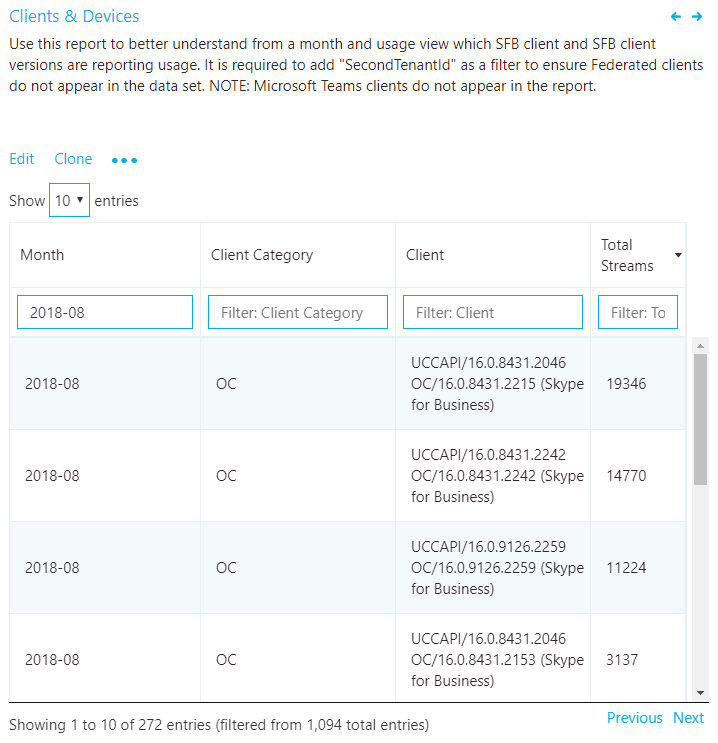 Clients & Devices
Use this report to better understand from a month and usage view which SFB client and SFB client
versions are reporting usage. It is required to add "SecondTenantId" as a filter to ensure Federated clients
do not appear in the data set. NOTE: Microsoft Teams clients do not appear in the report.
Edit Clone
Show 10 entries
Month Client Category Client Total
Streams
2018-08 Filter: Client Category Filter: Client Filter: To
UCCAPI/16.0.8431.2046
2018-08 OC OC/16.0.8431.2215 (Skype 19346
for Business)
UCCAPI/16.0.8431.2242
2018-08 OC OC/16.0.8431.2242 (Skype 14770
for Business)
UCCAPI/16.0.9126.2259
2018-08 OC OC/16.0.9126.2259 (Skype 11224
for Business)
UCCAPI/16.0.8431.2046
2018-08 OC OC/16.0.8431.2153 (Skype 3137
for Business)
Showing 1 to 10 of 272 entries (filtered from 1,094 total entries) Previous Next